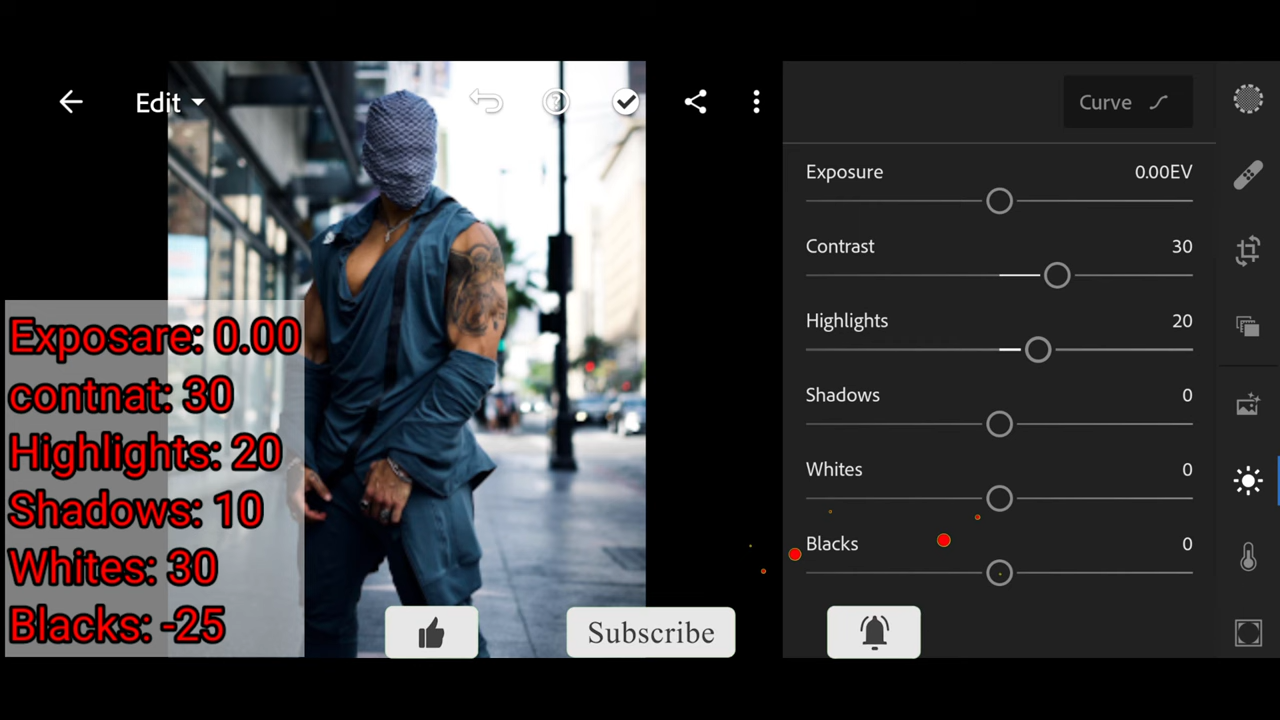 Edit
Curve
Exposure 0.00EV
Contrast 30
Highlights 20
Shadows 0
Whites 0
Blacks 0
Exposare: 0.00
contnat: 30
Highlights: 20
Shadows: 10
Whites: 30
Blacks: -25
Subscribe